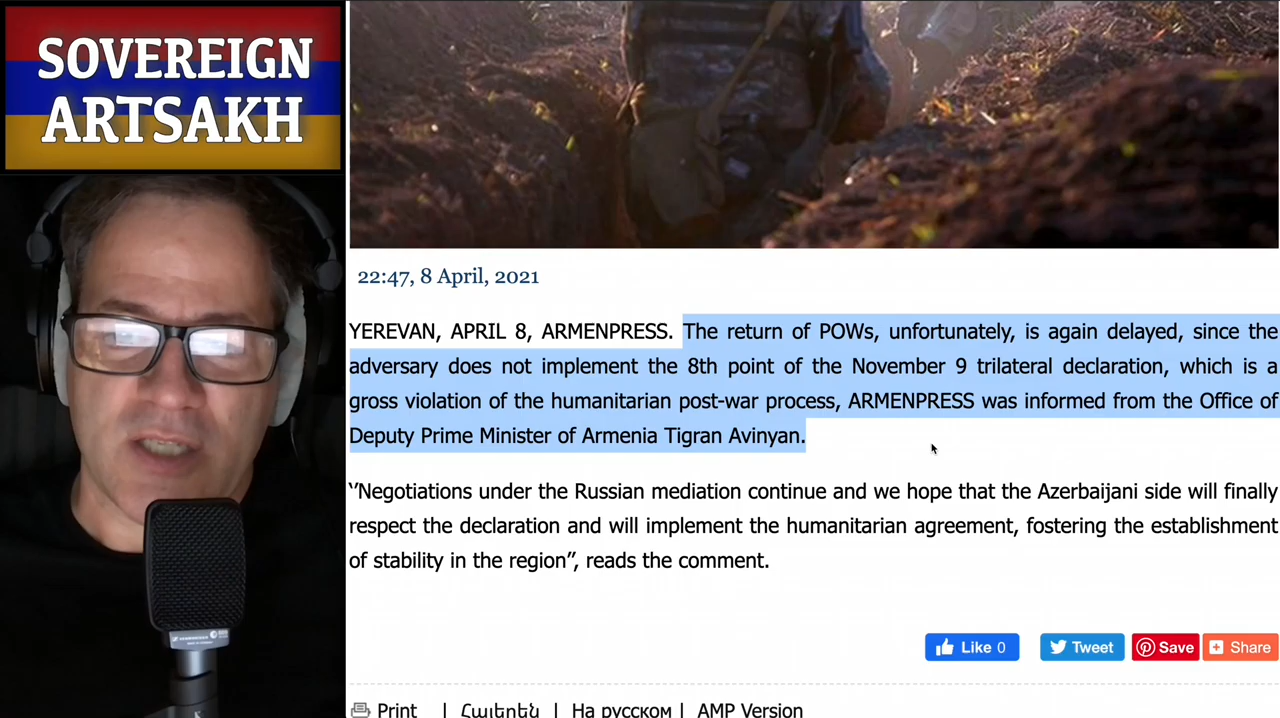 SOVEREIGN
ARTSAKH
22:47, 8 April, 2021
YEREVAN, APRIL 8, ARMENPRESS. The return of POWs, unfortunately, is again delayed, since the
adversary does not implement the 8th point of the November 9 trilateral declaration, which is a
gross violation of the humanitarian post-war process, ARMENPRESS was informed from the Office of
Deputy Prime Minister of Armenia Tigran Avinyan.
‘’Negotiations under the Russian mediation continue and we hope that the Azerbaijani side will finally
respect the declaration and will implement the humanitarian agreement, fostering the establishment
of stability in the region’’, reads the comment.
Like 0 Tweet Save Share
Print | Հայերեն | На русском | AMP Version